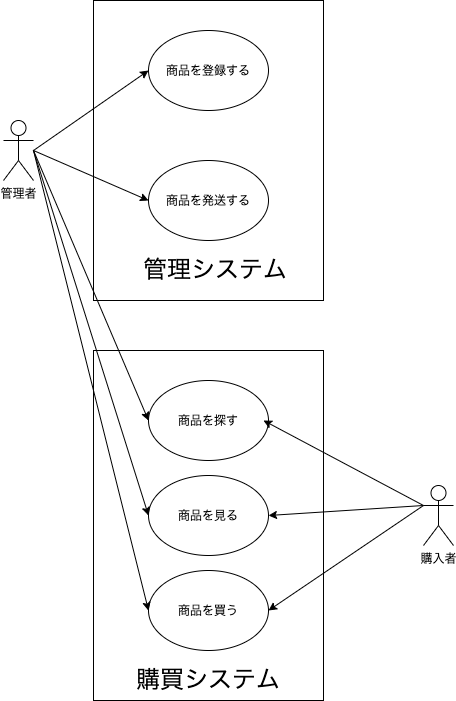 商品を登録する
管理者
商品を発送する
管理システム
商品を探す
商品を見る
購入者
商品を買う
購買システム